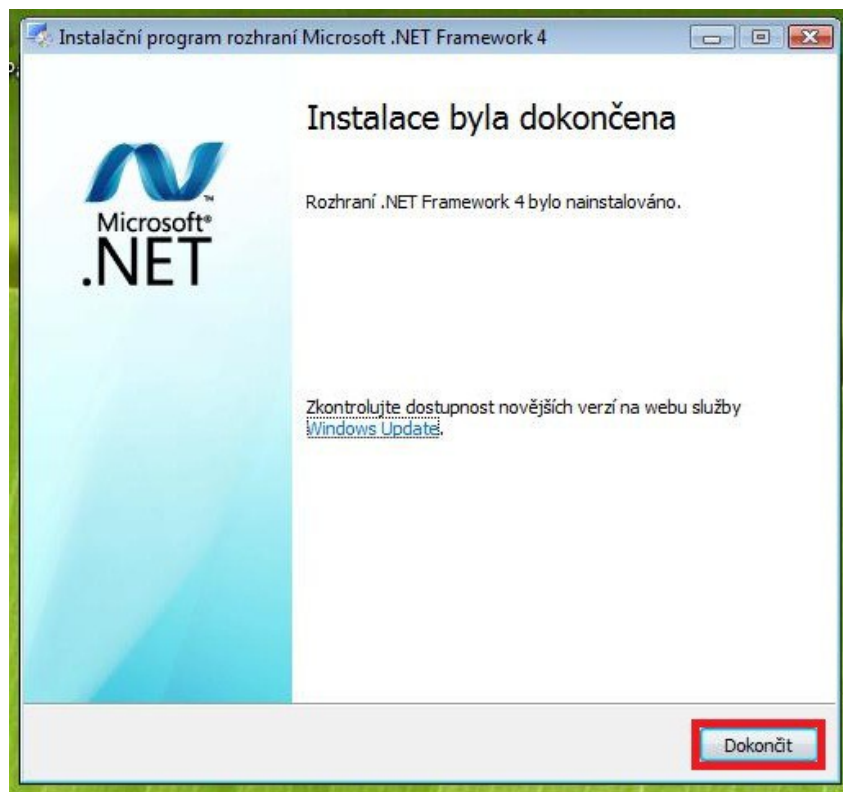 Instalační program rozhraní Microsoft .NET Framework 4
Instalace byla dokončena
Rozhraní .NET Framework 4 bylo nainstalováno.
Microsoft®
.NET
Zkontrolujte dostupnost novějších verzí na webu služby
Windows Update.
Dokončit